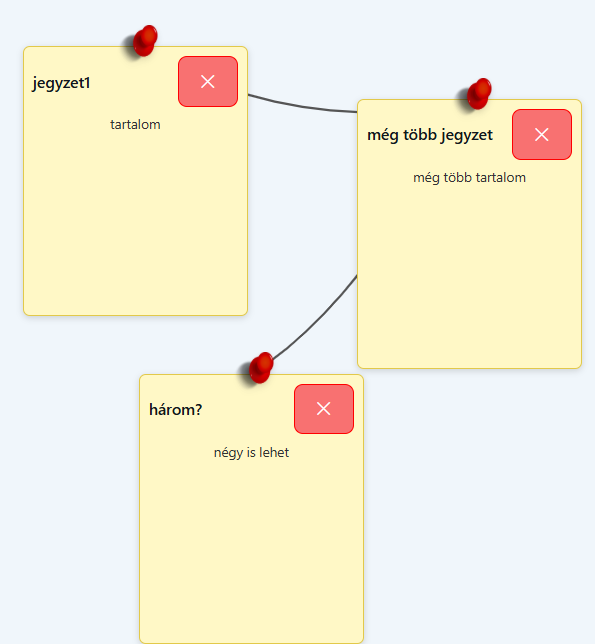 jegyzet1
tartalom
még több jegyzet
még több tartalom
három?
négy is lehet